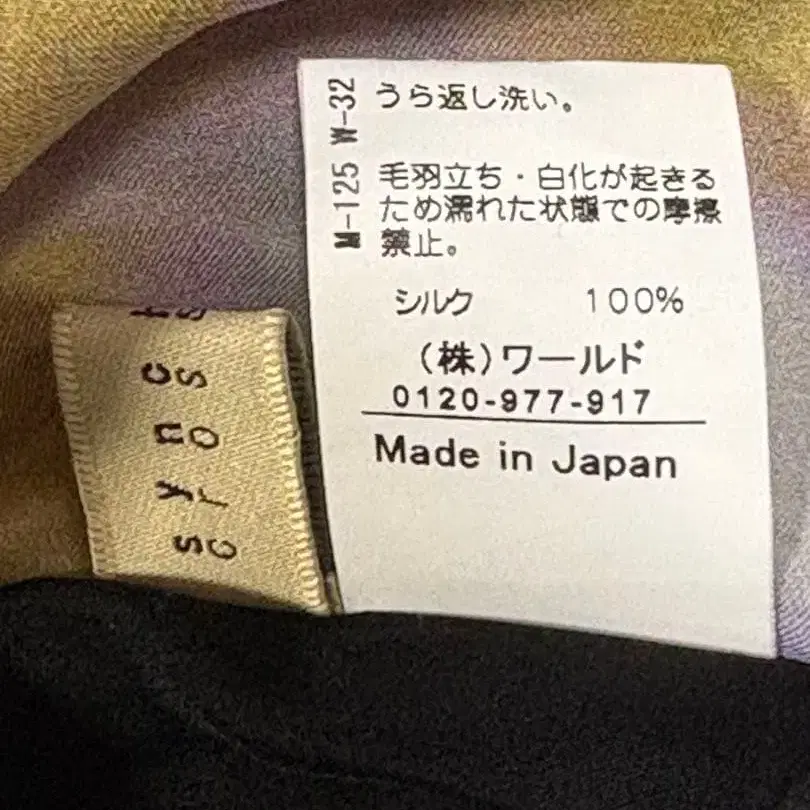 M-125 W-32
うら返し洗い。
毛羽立ち・白化が起きる
ため濡れた状態での摩擦
禁止。
シルク 100%
（株）ワールド
0120-977-917
Made in Japan
sync
cross